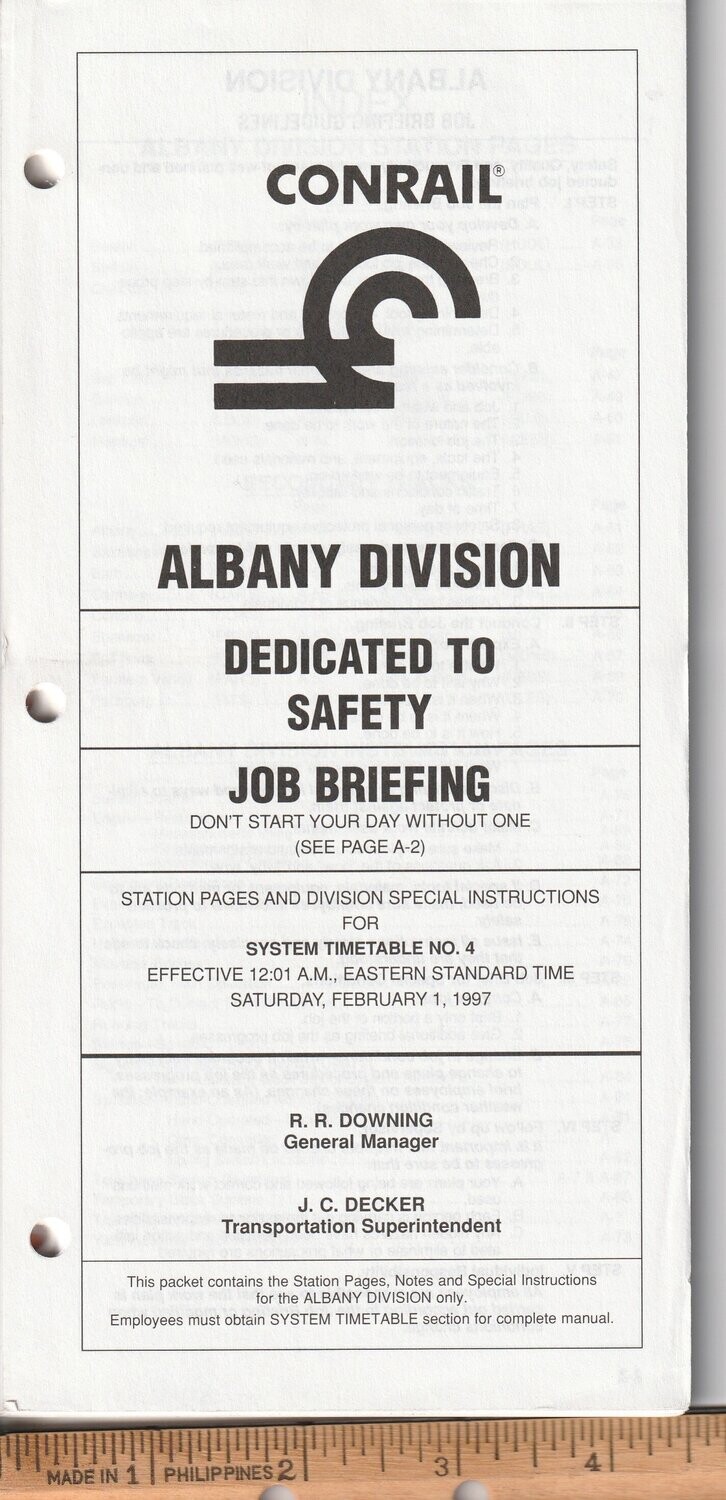 CONRAIL®
ALBANY DIVISION
DEDICATED TO
SAFETY
JOB BRIEFING
DON'T START YOUR DAY WITHOUT ONE
(SEE PAGE A-2)
STATION PAGES AND DIVISION SPECIAL INSTRUCTIONS
FOR
SYSTEM TIMETABLE NO. 4
EFFECTIVE 12:01 A.M., EASTERN STANDARD TIME
SATURDAY, FEBRUARY 1, 1997
R. R. DOWNING
General Manager
J. C. DECKER
Transportation Superintendent
This packet contains the Station Pages, Notes and Special Instructions
for the ALBANY DIVISION only.
Employees must obtain SYSTEM TIMETABLE section for complete manual.
MADE IN 1 PHILIPPINES 2 3 4